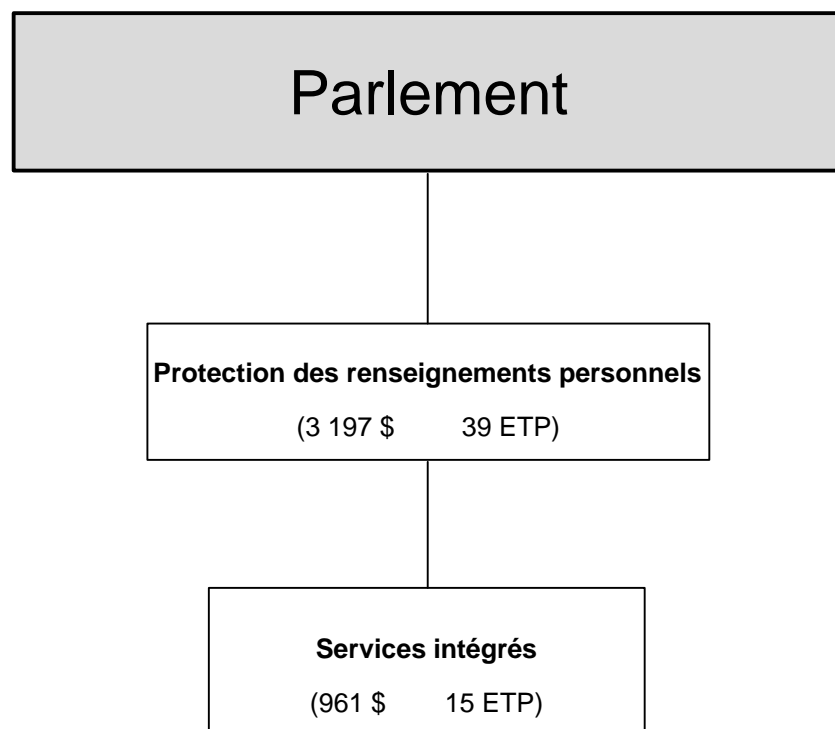 Parlement
Protection des renseignements personnels
(3 197 $ 39 ETP)
Services intégrés
(961 $ 15 ETP)